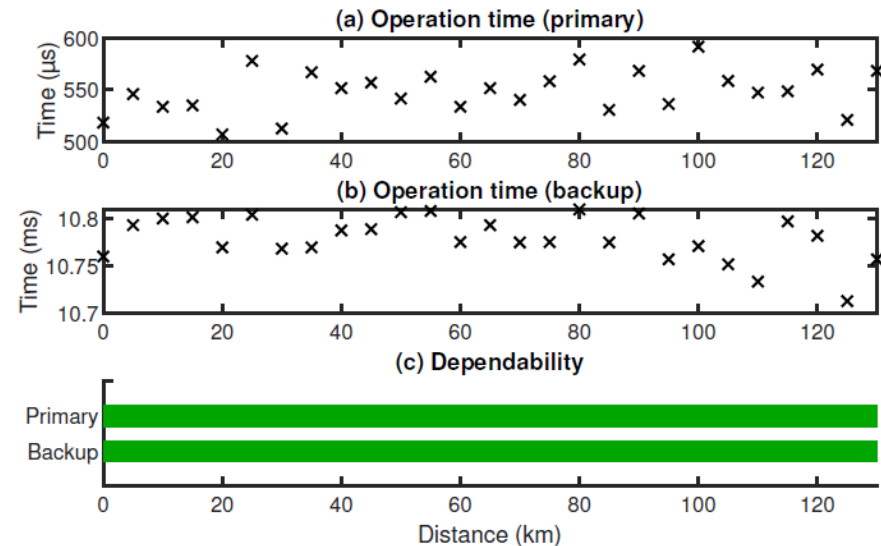 (a) Operation time (primary)
600
550
500
Time (µs)
0 20 40 60 80 100 120
(b) Operation time (backup)
10.8
10.75
10.7
Time (ms)
0 20 40 60 80 100 120
(c) Dependability
Primary
Backup
0 20 40 60 80 100 120
Distance (km)